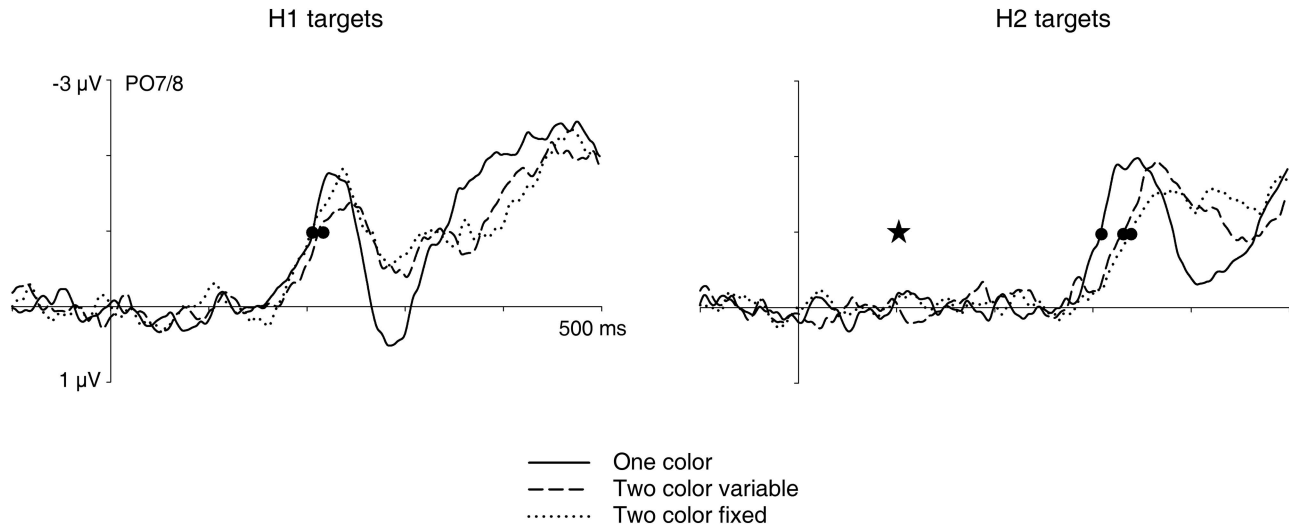 H1 targets
H2 targets
-3 µV
PO7/8
500 ms
1 µV
One color
Two color variable
Two color fixed